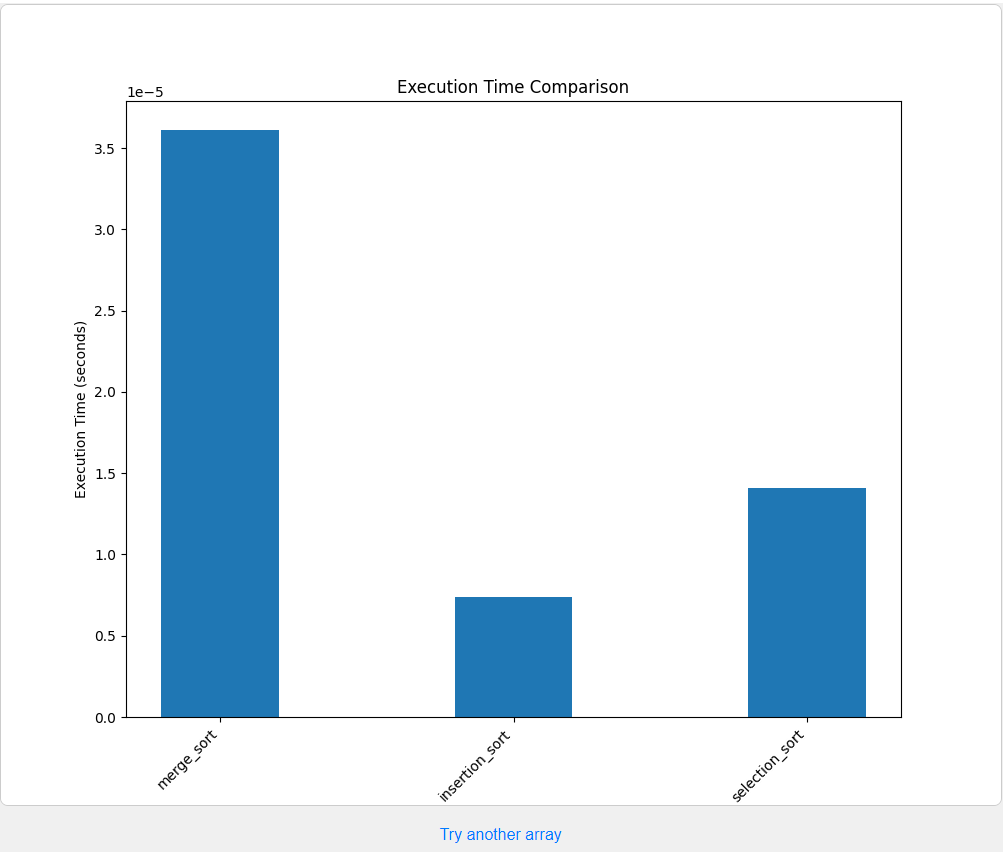 Execution Time Comparison
1e−5
3.5
3.0
2.5
2.0
1.5
1.0
0.5
0.0
Execution Time (seconds)
merge_sort
insertion_sort
selection_sort
Try another array